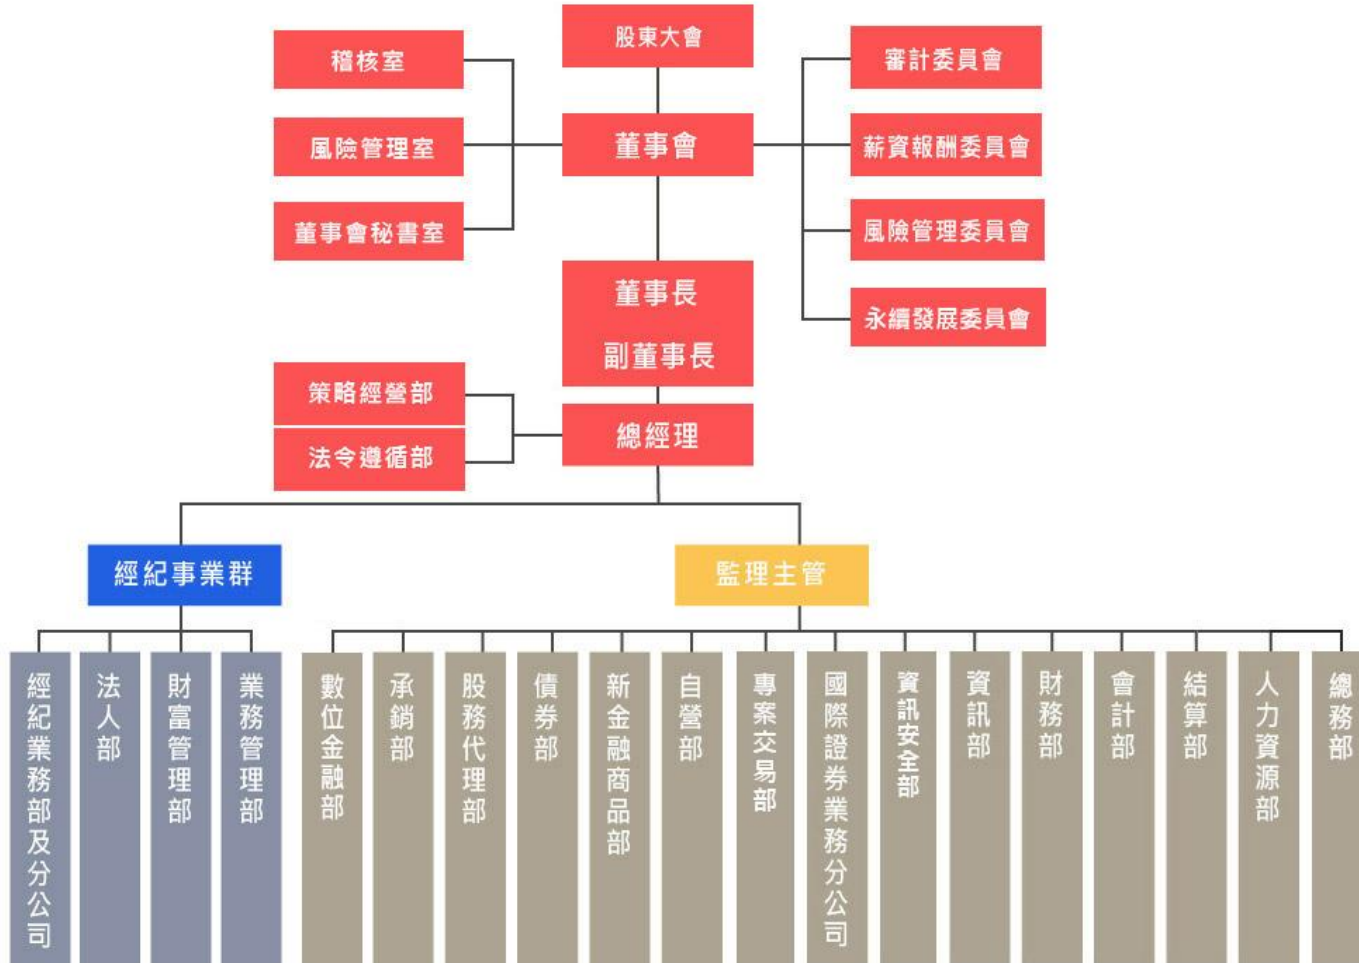 股東大會
稽核室
審計委員會
風險管理室
董事會
薪資報酬委員會
董事會秘書室
風險管理委員會
董事長
副董事長
永續發展委員會
策略經營部
法令遵循部
總經理
經紀事業群
監理主管
經紀業務部及分公司
法人部
財富管理部
業務管理部
數位金融部
承銷部
股務代理部
債券部
新金融商品部
自營部
專案交易部
國際證券業務分公司
資訊安全部
資訊部
財務部
會計部
結算部
人力資源部
總務部